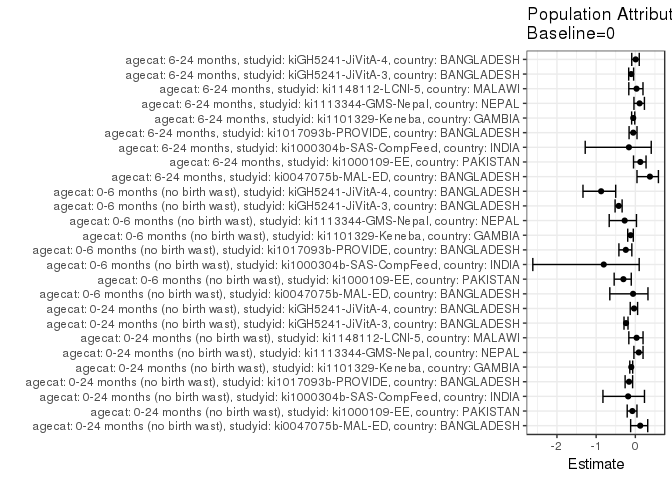 Population Attribut
Baseline=0
agecat: 6-24 months, studyid: kiGH5241-JiVitA-4, country: BANGLADESH
agecat: 6-24 months, studyid: kiGH5241-JiVitA-3, country: BANGLADESH
agecat: 6-24 months, studyid: ki1148112-LCNI-5, country: MALAWI
agecat: 6-24 months, studyid: ki1113344-GMS-Nepal, country: NEPAL
agecat: 6-24 months, studyid: ki1101329-Keneba, country: GAMBIA
agecat: 6-24 months, studyid: ki1017093b-PROVIDE, country: BANGLADESH
agecat: 6-24 months, studyid: ki1000304b-SAS-CompFeed, country: INDIA
agecat: 6-24 months, studyid: ki1000109-EE, country: PAKISTAN
agecat: 6-24 months, studyid: ki0047075b-MAL-ED, country: BANGLADESH
agecat: 0-6 months (no birth wast), studyid: kiGH5241-JiVitA-4, country: BANGLADESH
agecat: 0-6 months (no birth wast), studyid: kiGH5241-JiVitA-3, country: BANGLADESH
agecat: 0-6 months (no birth wast), studyid: ki1113344-GMS-Nepal, country: NEPAL
agecat: 0-6 months (no birth wast), studyid: ki1101329-Keneba, country: GAMBIA
agecat: 0-6 months (no birth wast), studyid: ki1017093b-PROVIDE, country: BANGLADESH
agecat: 0-6 months (no birth wast), studyid: ki1000304b-SAS-CompFeed, country: INDIA
agecat: 0-6 months (no birth wast), studyid: ki1000109-EE, country: PAKISTAN
agecat: 0-6 months (no birth wast), studyid: ki0047075b-MAL-ED, country: BANGLADESH
agecat: 0-24 months (no birth wast), studyid: kiGH5241-JiVitA-4, country: BANGLADESH
agecat: 0-24 months (no birth wast), studyid: kiGH5241-JiVitA-3, country: BANGLADESH
agecat: 0-24 months (no birth wast), studyid: ki1148112-LCNI-5, country: MALAWI
agecat: 0-24 months (no birth wast), studyid: ki1113344-GMS-Nepal, country: NEPAL
agecat: 0-24 months (no birth wast), studyid: ki1101329-Keneba, country: GAMBIA
agecat: 0-24 months (no birth wast), studyid: ki1017093b-PROVIDE, country: BANGLADESH
agecat: 0-24 months (no birth wast), studyid: ki1000304b-SAS-CompFeed, country: INDIA
agecat: 0-24 months (no birth wast), studyid: ki1000109-EE, country: PAKISTAN
agecat: 0-24 months (no birth wast), studyid: ki0047075b-MAL-ED, country: BANGLADESH
-2 -1 0
Estimate